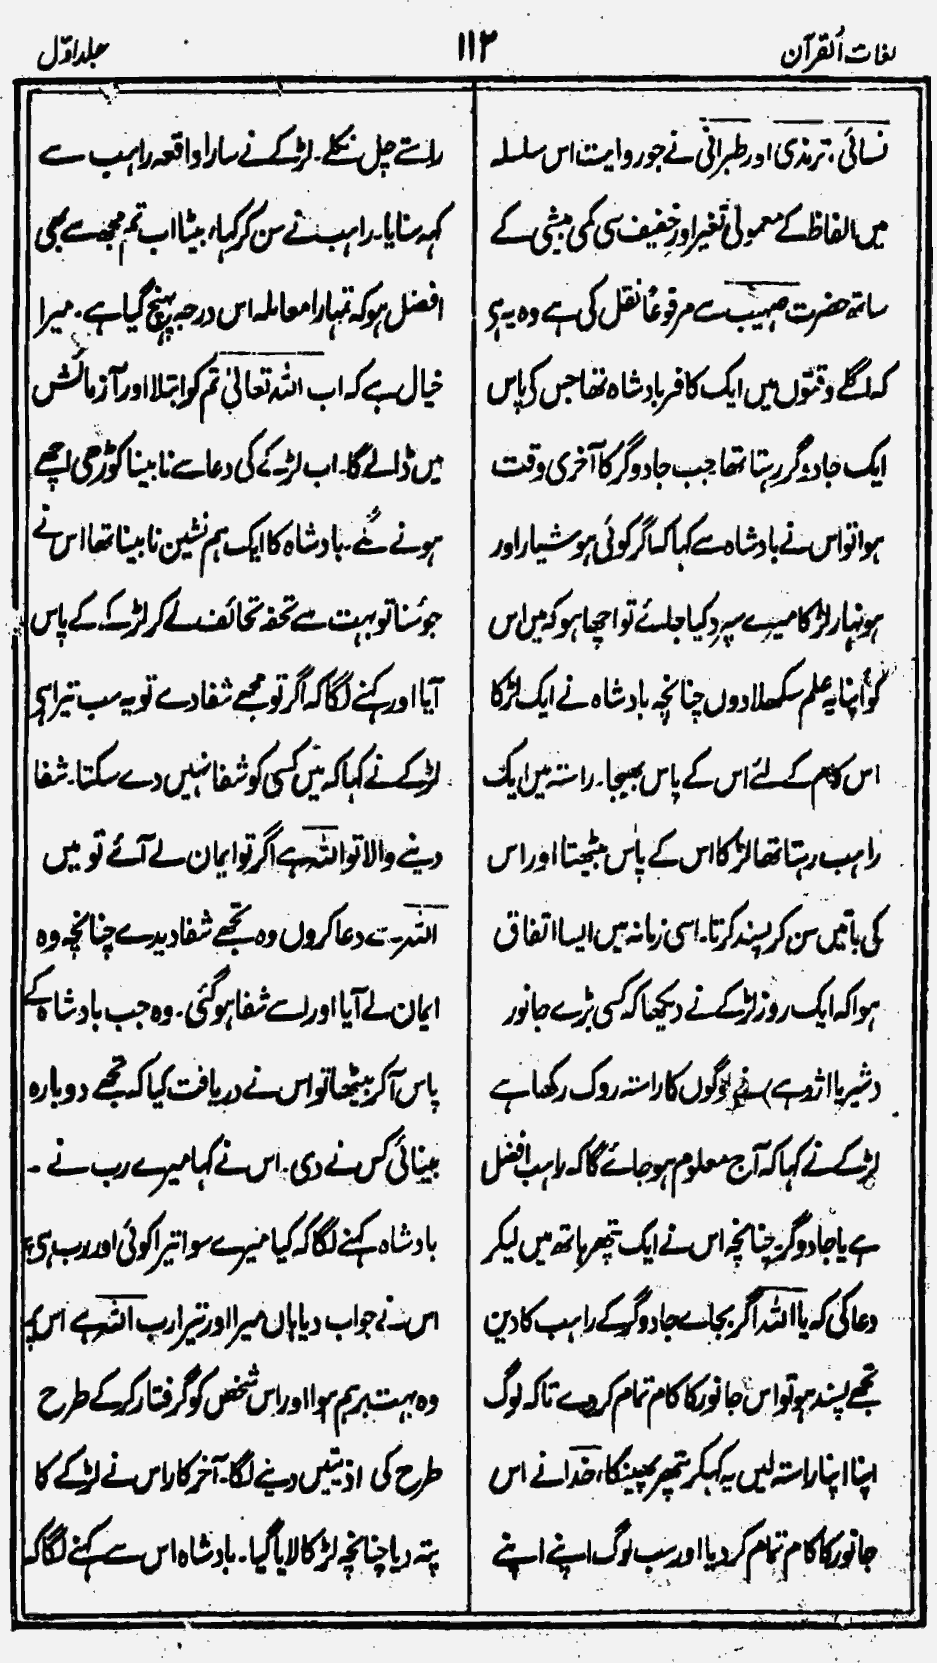 لغات القرآن
۱۱۳
جلد اوّل
نسائی، ترمذی اور طبرانی نے جو روایت اس سلسلہ
میں الفاظ کے معمولی تغیر اور خفیف سی کمی بیشی کے
ساتھ حضرت صہیب سے مرفوعًا نقل کی ہے وہ یہ ہے
کہ اگلے وقتوں میں ایک کافر بادشاہ تھا جس کے پاس
ایک جادوگر رہتا تھا جب جادوگر کا آخری وقت
ہوا تو اس نے بادشاہ سے کہا کہ اگر کوئی ہوشیار اور
ہونہار لڑکا میرے سپرد کیا جائے تو اچھا ہو کہ میں اس
کو اپنا یہ علم سکھلا دوں چنانچہ بادشاہ نے ایک لڑکا
اس کام کے لئے اس کے پاس بھیجا۔ راستہ میں ایک
راہب رہتا تھا لڑکا اس کے پاس بیٹھتا اور اس
کی باتیں سن کر پسند کرتا۔ اسی زمانہ میں ایسا اتفاق
ہوا کہ ایک روز لڑکے نے دیکھا کہ کسی بڑے جانور
(شیر یا اژدہے) نے لوگوں کا راستہ روک رکھا ہے
لڑکے نے کہا کہ آج معلوم ہو جائے گا کہ راہب افضل
ہے یا جادوگر۔ چنانچہ اس نے ایک پتھر ہاتھ میں لیکر
دعا کی کہ یا اللہ اگر بجائے جادوگر کے راہب کا دین
تجھے پسند ہو تو اس جانور کا کام تمام کردے تاکہ لوگ
اپنا اپنا راستہ لیں یہ کہکر پتھر پھینکا، خدا نے اس
جانور کا کام تمام کر دیا اور سب لوگ اپنے اپنے
راستے چل نکلے۔ لڑکے نے سارا واقعہ راہب سے
کہہ سنایا۔ راہب نے سن کر کہا، بیٹا اب تم مجھ سے بھی
افضل ہو کہ تمہارا معاملہ اس درجہ پہنچ گیا ہے۔ میرا
خیال ہے کہ اب اللہ تعالیٰ تم کو ابتلا اور آزمائش
میں ڈالے گا۔ اب لڑکے کی دعا سے نابینا کوڑھی اچھے
ہونے لگے۔ بادشاہ کا ایک ہم نشین نابینا تھا اس نے
جو سُنا تو بہت سے تحفہ تحائف لے کر لڑکے کے پاس
آیا اور کہنے لگا کہ اگر تو مجھے شفا دے تو یہ سب تیرا ہی
لڑکے نے کہا کہ میں کسی کو شفا نہیں دے سکتا۔ شفا
دینے والا تو اللہ ہے اگر تو ایمان لے آئے تو میں
اللہ سے دعا کروں وہ تجھے شفا دیدے چنانچہ وہ
ایمان لے آیا اور اسے شفا ہو گئی۔ وہ جب بادشاہ کے
پاس آکر بیٹھا تو اس نے دریافت کیا کہ تجھے دوبارہ
بینائی کس نے دی۔ اس نے کہا میرے رب نے ۔
بادشاہ کہنے لگا کہ کیا میرے سوا تیرا کوئی اور رب ہی ہے
اس نے جواب دیا ہاں میرا اور تیرا رب اللہ ہے اس پر
وہ بہت برہم ہوا اور اس شخص کو گرفتار کر کے طرح
طرح کی اذیتیں دینے لگا۔ آخر کار اس نے لڑکے کا
پتہ دیا چنانچہ لڑکا لایا گیا۔ بادشاہ اس سے کہنے لگا کہ